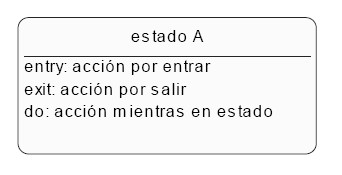 estado A
entry: acción por entrar
exit: acción por salir
do: acción mientras en estado